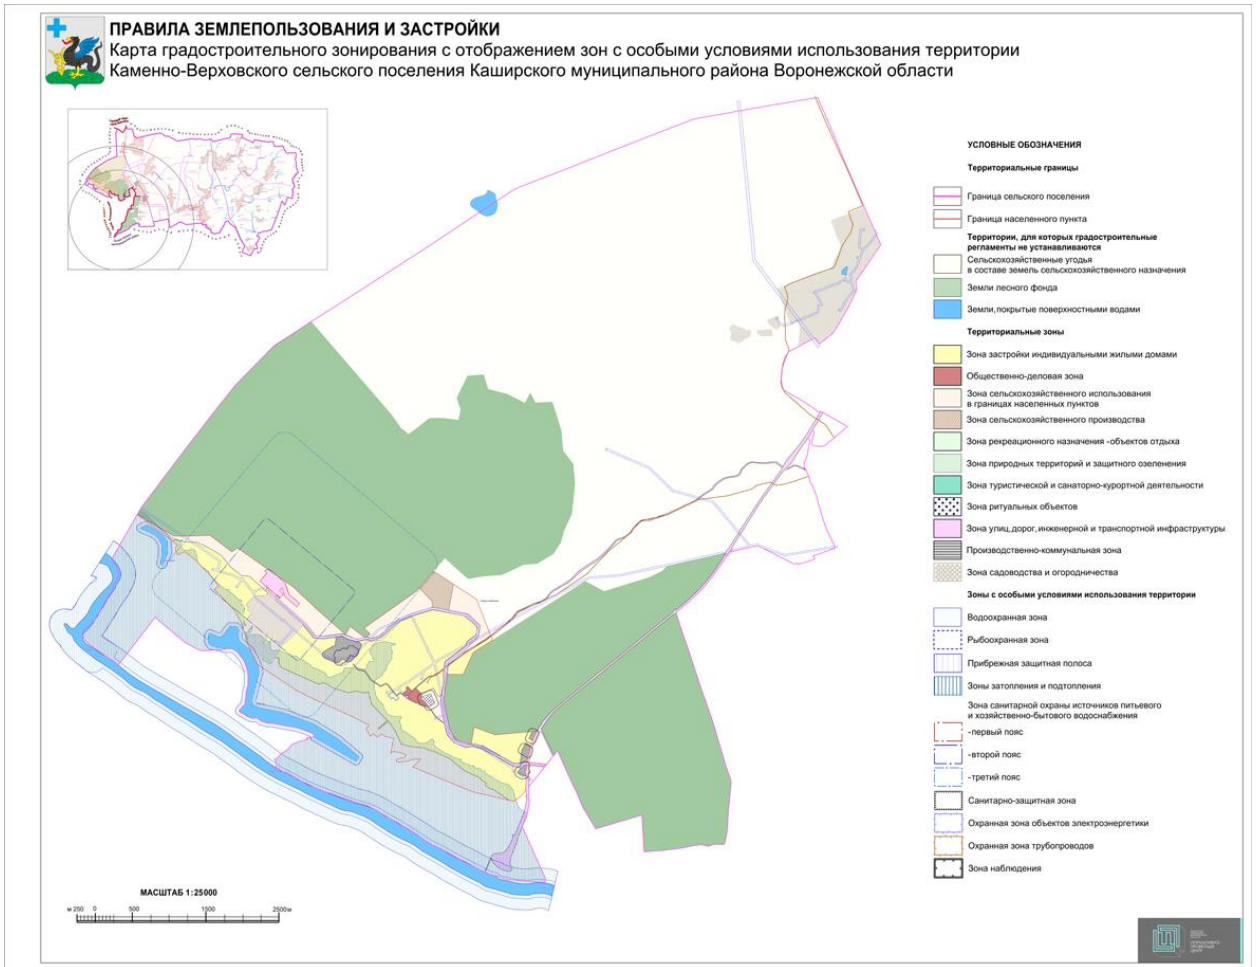 ПРАВИЛА ЗЕМЛЕПОЛЬЗОВАНИЯ И ЗАСТРОЙКИ
Карта градостроительного зонирования с отображением зон с особыми условиями использования территории
Каменно-Верховского сельского поселения Каширского муниципального района Воронежской области
УСЛОВНЫЕ ОБОЗНАЧЕНИЯ
Территориальные границы
Граница сельского поселения
Граница населенного пункта
Территории, для которых градостроительные
регламенты не устанавливаются
Сельскохозяйственные угодья
в составе земель сельскохозяйственного назначения
Земли лесного фонда
Земли, покрытые поверхностными водами
Территориальные зоны
Зона застройки индивидуальными жилыми домами
Общественно-деловая зона
Зона сельскохозяйственного использования
в границах населенных пунктов
Зона сельскохозяйственного производства
Зона рекреационного назначения -объектов отдыха
Зона природных территорий и защитного озеленения
Зона туристической и санаторно-курортной деятельности
Зона ритуальных объектов
Зона улиц,дорог,инженерной и транспортной инфраструктуры
Производственно-коммунальная зона
Зона садоводства и огородничества
Зоны с особыми условиями использования территории
Водоохранная зона
Рыбоохранная зона
Прибрежная защитная полоса
Зоны затопления и подтопления
Зона санитарной охраны источников питьевого
и хозяйственно-бытового водоснабжения
-первый пояс
-второй пояс
-третий пояс
Санитарно-защитная зона
Охранная зона объектов электроэнергетики
Охранная зона трубопроводов
Зона наблюдения
МАСШТАБ 1:25000
м 250 0 500 1500 2500м